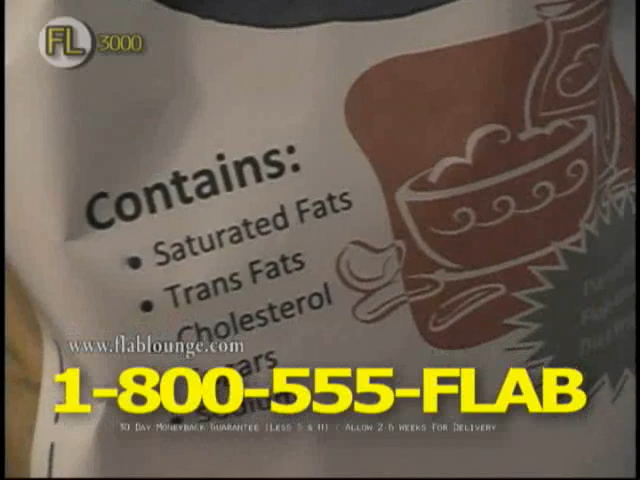 FL 3000
Contains:
• Saturated Fats
• Trans Fats
Cholesterol
www.flablounge.com
1-800-555-FLAB
30 Day Moneyback Guarantee (Less S & H) / Allow 2-6 Weeks For Delivery